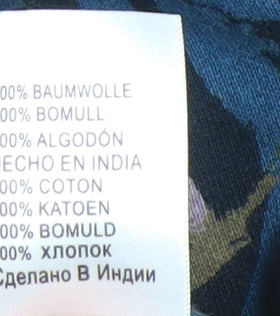 00% BAUMWOLLE
00% BOMULL
00% ALGODÓN
ECHO EN INDIA
00% COTON
00% KATOEN
00% BOMULD
00% ХЛОПОК
Сделано В Индии